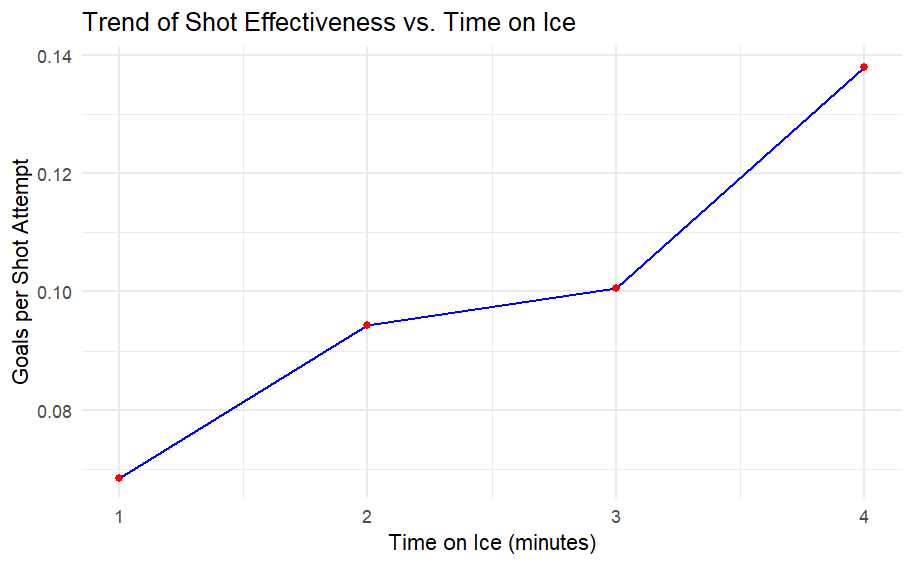 Trend of Shot Effectiveness vs. Time on Ice
Goals per Shot Attempt
0.14
0.12
0.10
0.08
1 2 3 4
Time on Ice (minutes)